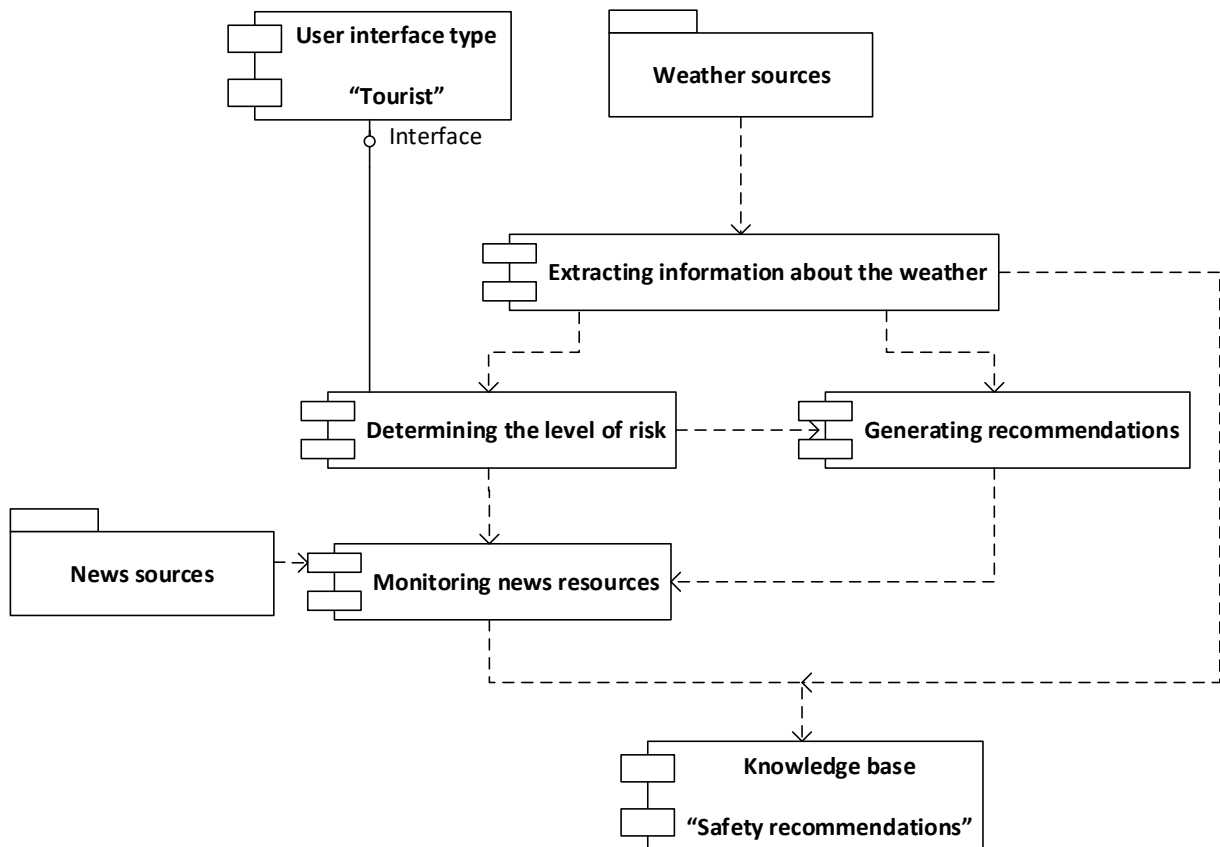 User interface type
“Tourist”
Weather sources
Interface
Extracting information about the weather
Determining the level of risk
Generating recommendations
News sources
Monitoring news resources
Knowledge base
“Safety recommendations”